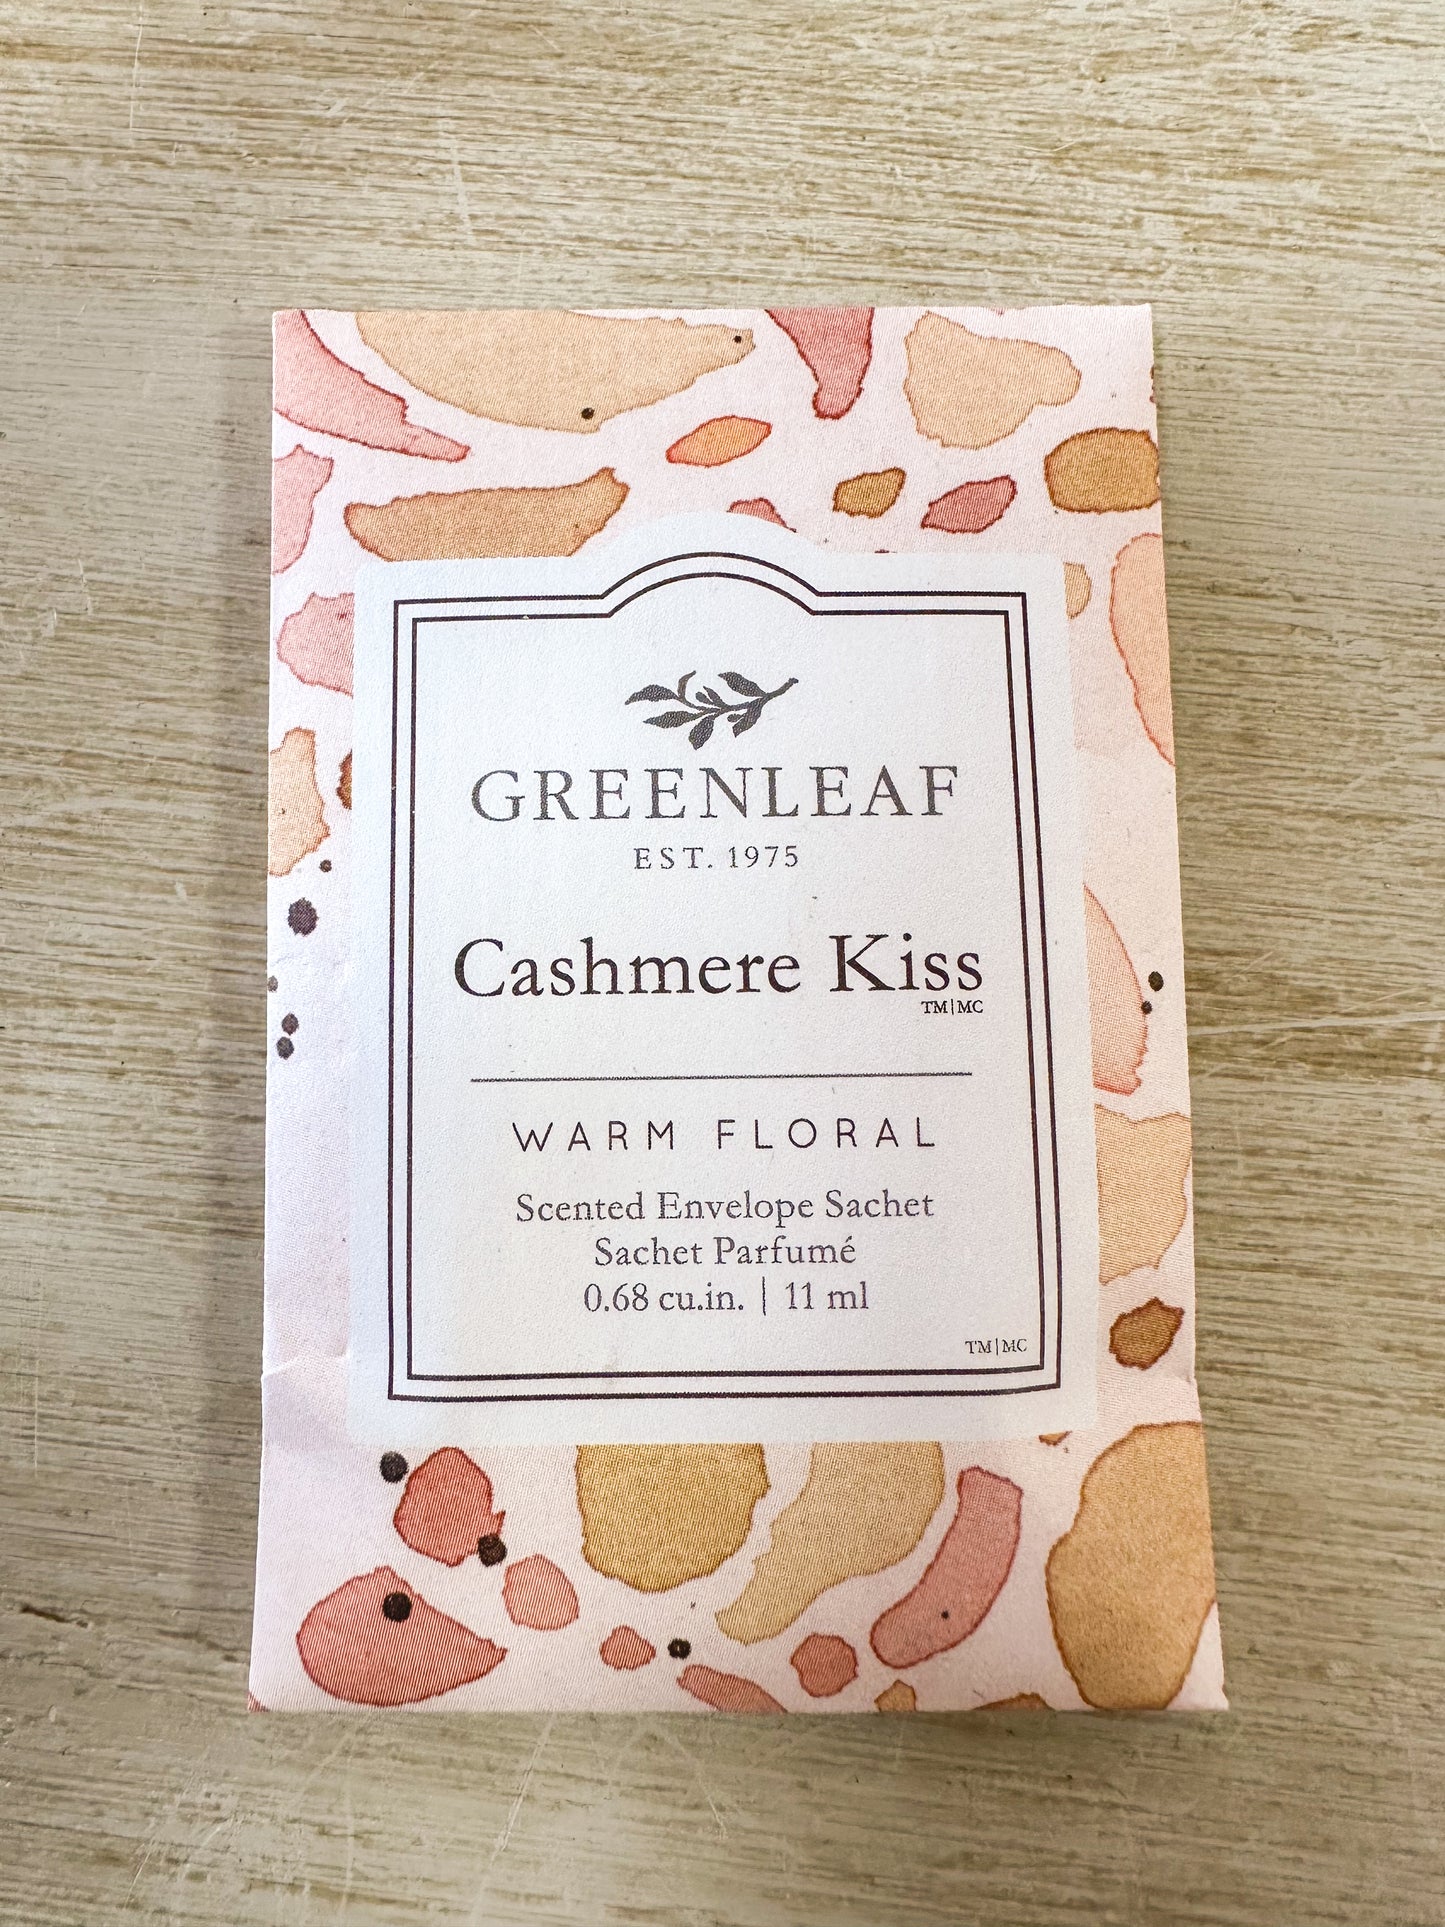 GREENLEAF
EST. 1975
Cashmere Kiss
TM|MC
WARM FLORAL
Scented Envelope Sachet
Sachet Parfumé
0.68 cu.in. | 11 ml
TM|MC